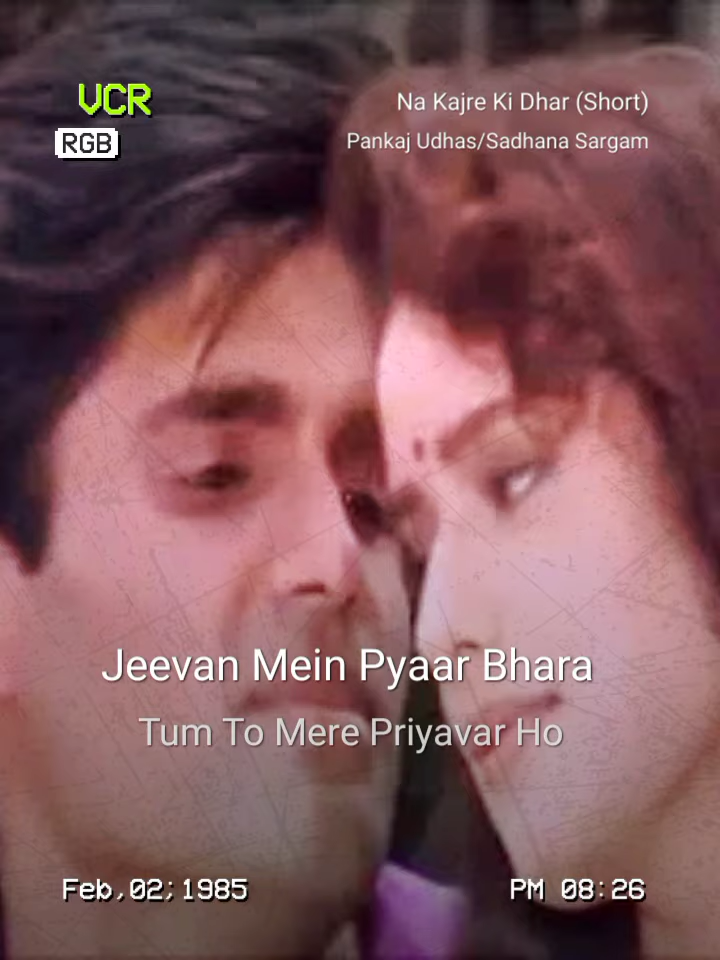 VCR
RGB
Na Kajre Ki Dhar (Short)
Pankaj Udhas/Sadhana Sargam
Jeevan Mein Pyaar Bhara
Tum To Mere Priyavar Ho
Feb,02;1985
PM 08:26